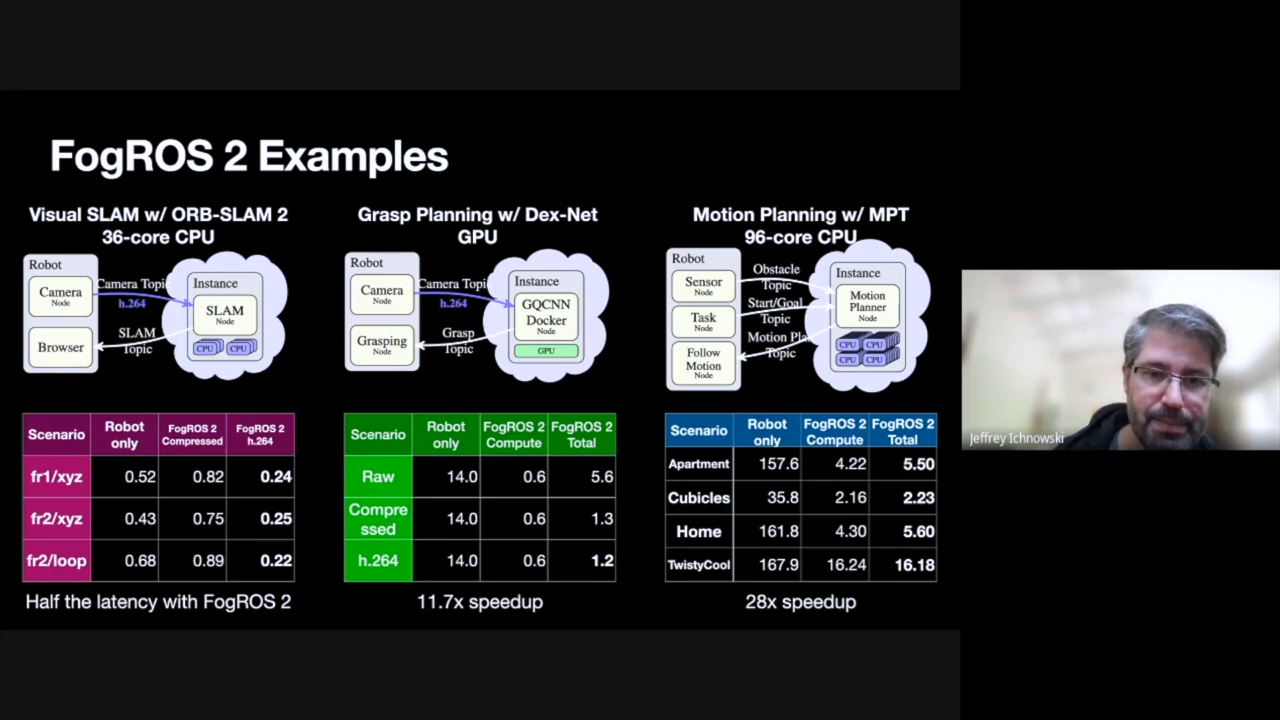 FogROS 2 Examples
Visual SLAM w/ ORB-SLAM 2
36-core CPU
Robot
Camera
Node
Browser
Camera Topic
h.264
SLAM
Topic
Instance
SLAM
Node
CPU CPU
Scenario Robot only FogROS 2 Compressed FogROS 2 h.264
fr1/xyz 0.52 0.82 0.24
fr2/xyz 0.43 0.75 0.25
fr2/loop 0.68 0.89 0.22
Half the latency with FogROS 2
Grasp Planning w/ Dex-Net
GPU
Robot
Camera
Node
Grasping
Node
Camera Topic
h.264
Grasp
Topic
Instance
GQCNN
Docker
Node
GPU
Scenario Robot only FogROS 2 Compute FogROS 2 Total
Raw 14.0 0.6 5.6
Compre
ssed 14.0 0.6 1.3
h.264 14.0 0.6 1.2
11.7x speedup
Motion Planning w/ MPT
96-core CPU
Robot
Sensor
Node
Task
Node
Follow
Motion
Node
Obstacle
Topic
Start/Goal
Topic
Motion Pla
Topic
Instance
Motion
Planner
Node
CPU CPU
CPU CPU
Scenario Robot only FogROS 2 Compute FogROS 2 Total
Apartment 157.6 4.22 5.50
Cubicles 35.8 2.16 2.23
Home 161.8 4.30 5.60
TwistyCool 167.9 16.24 16.18
28x speedup
Jeffrey Ichnowski